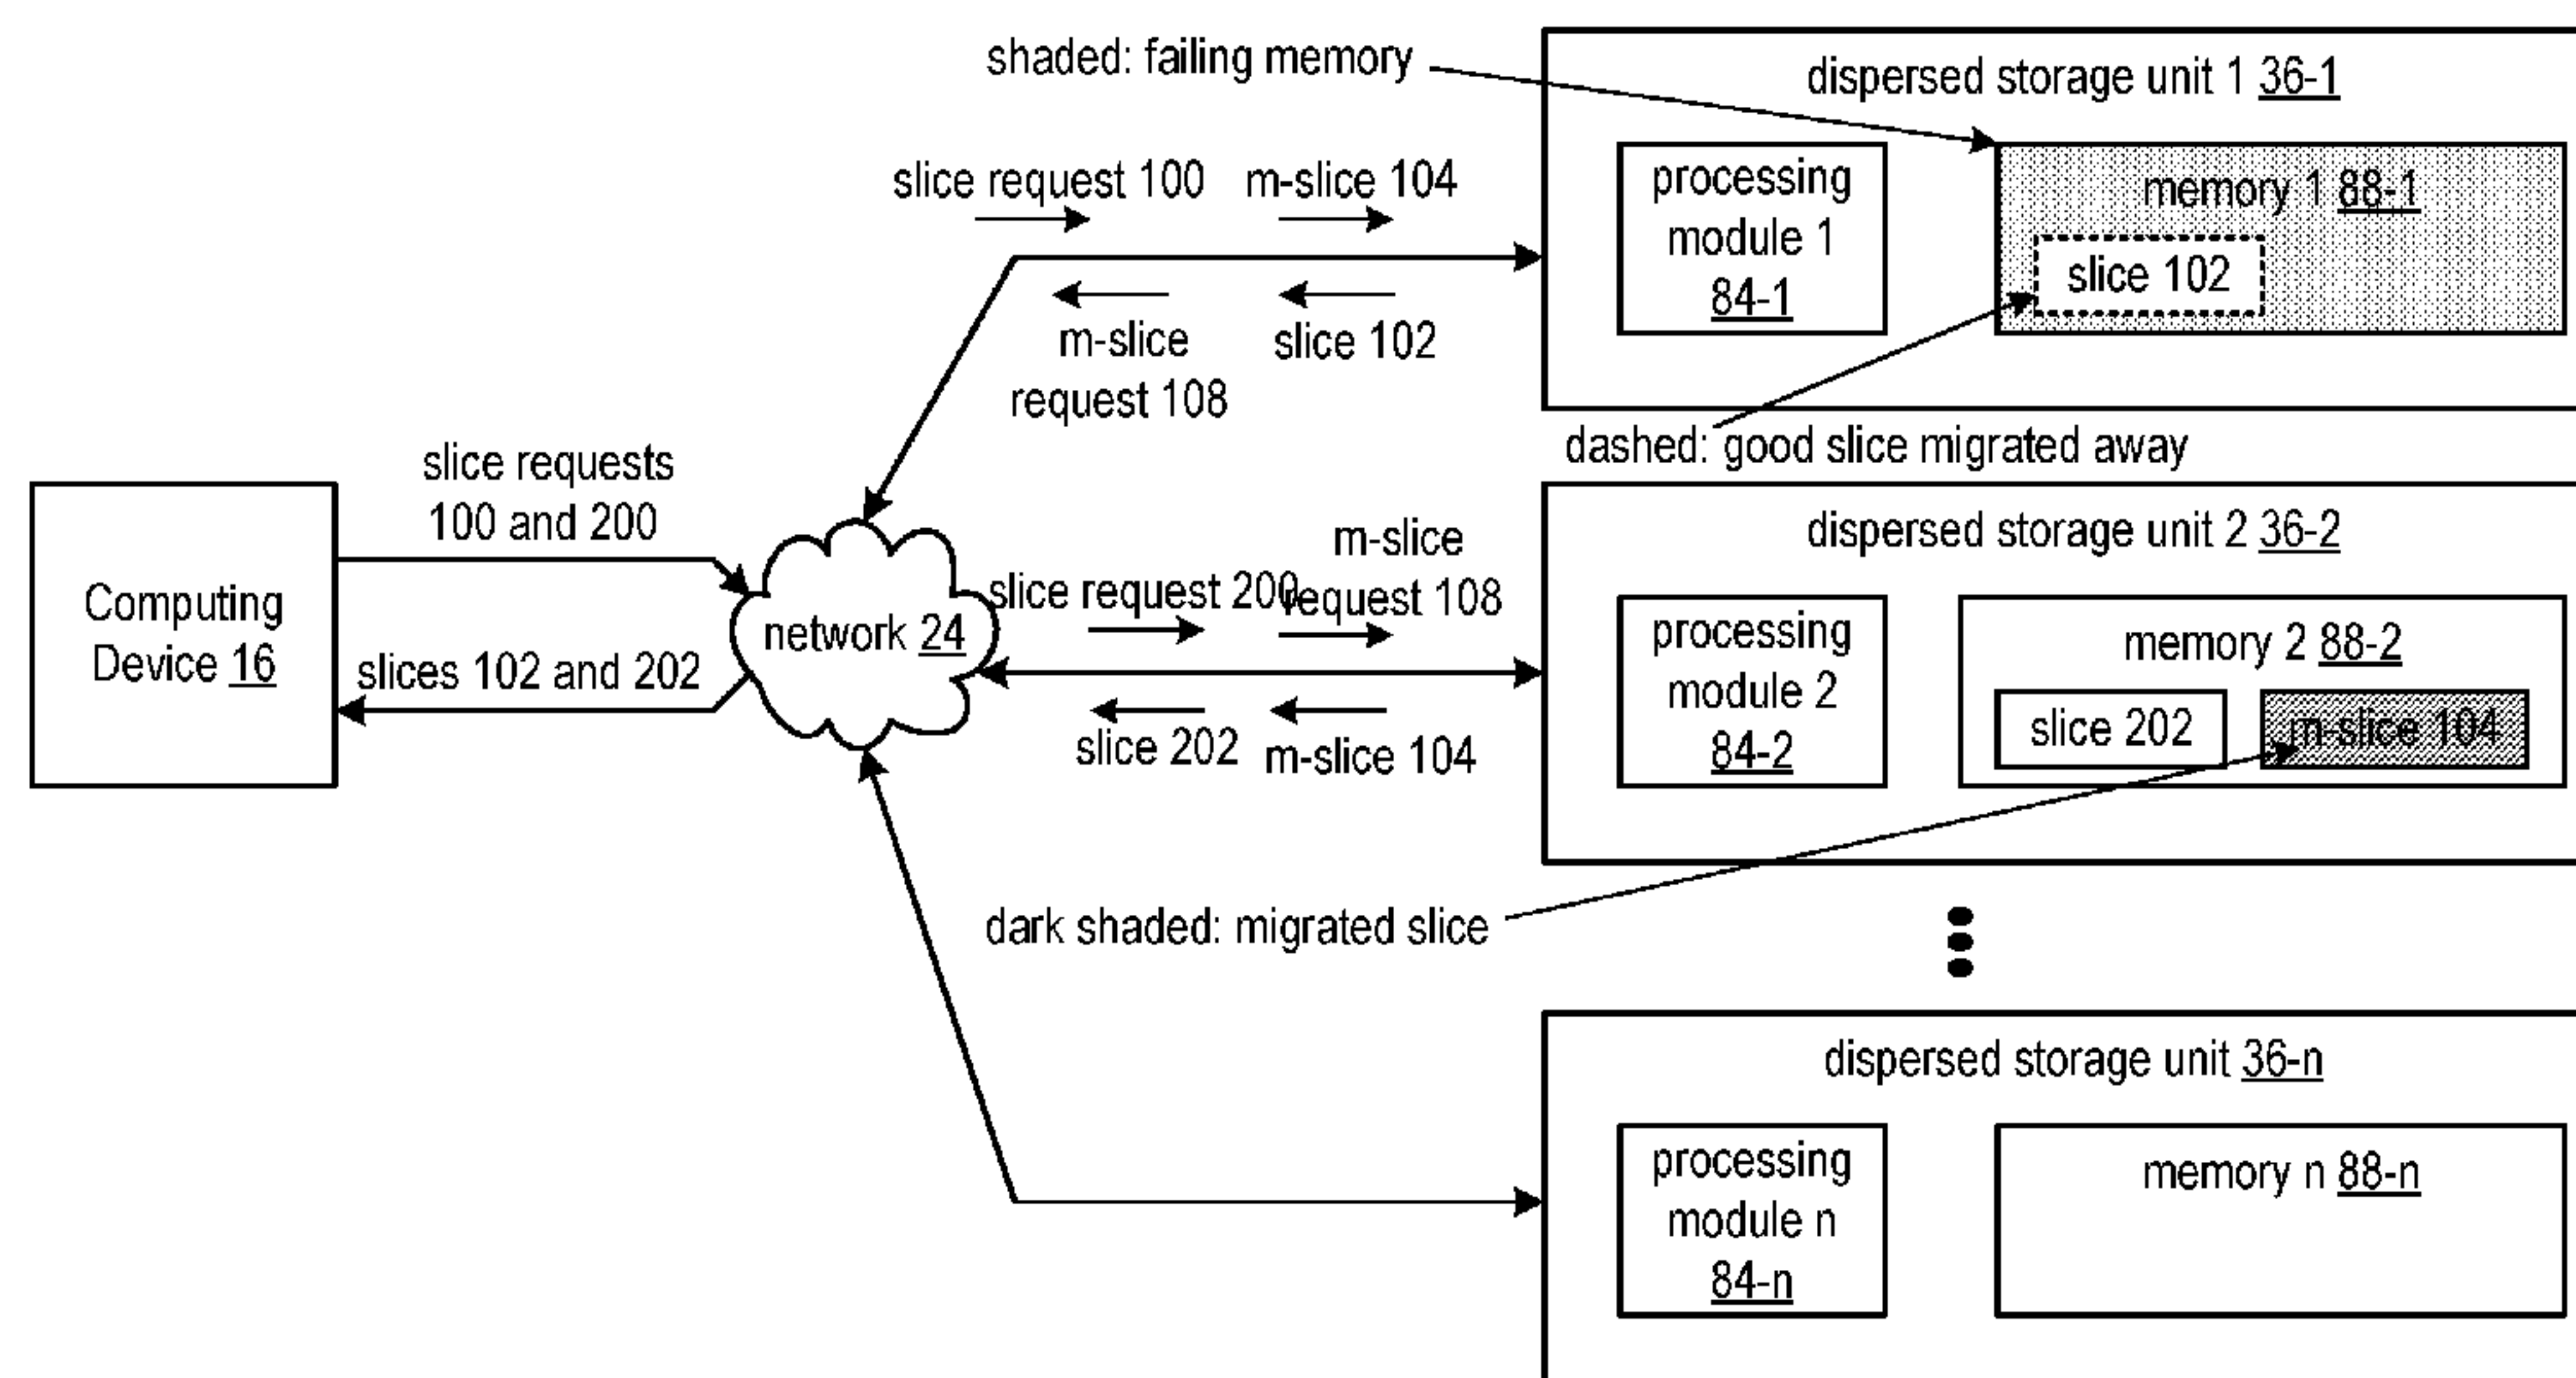 shaded: failing memory
dispersed storage unit 1 36-1
slice request 100
m-slice 104
processing
module 1
84-1
memory 1 88-1
slice 102
m-slice
request 108
slice 102
dashed: good slice migrated away
slice requests
100 and 200
Computing
Device 16
slices 102 and 202
network 24
slice request 200
m-slice
request 108
slice 202
m-slice 104
dispersed storage unit 2 36-2
processing
module 2
84-2
memory 2 88-2
slice 202
m-slice 104
dark shaded: migrated slice
dispersed storage unit 36-n
processing
module n
84-n
memory n 88-n